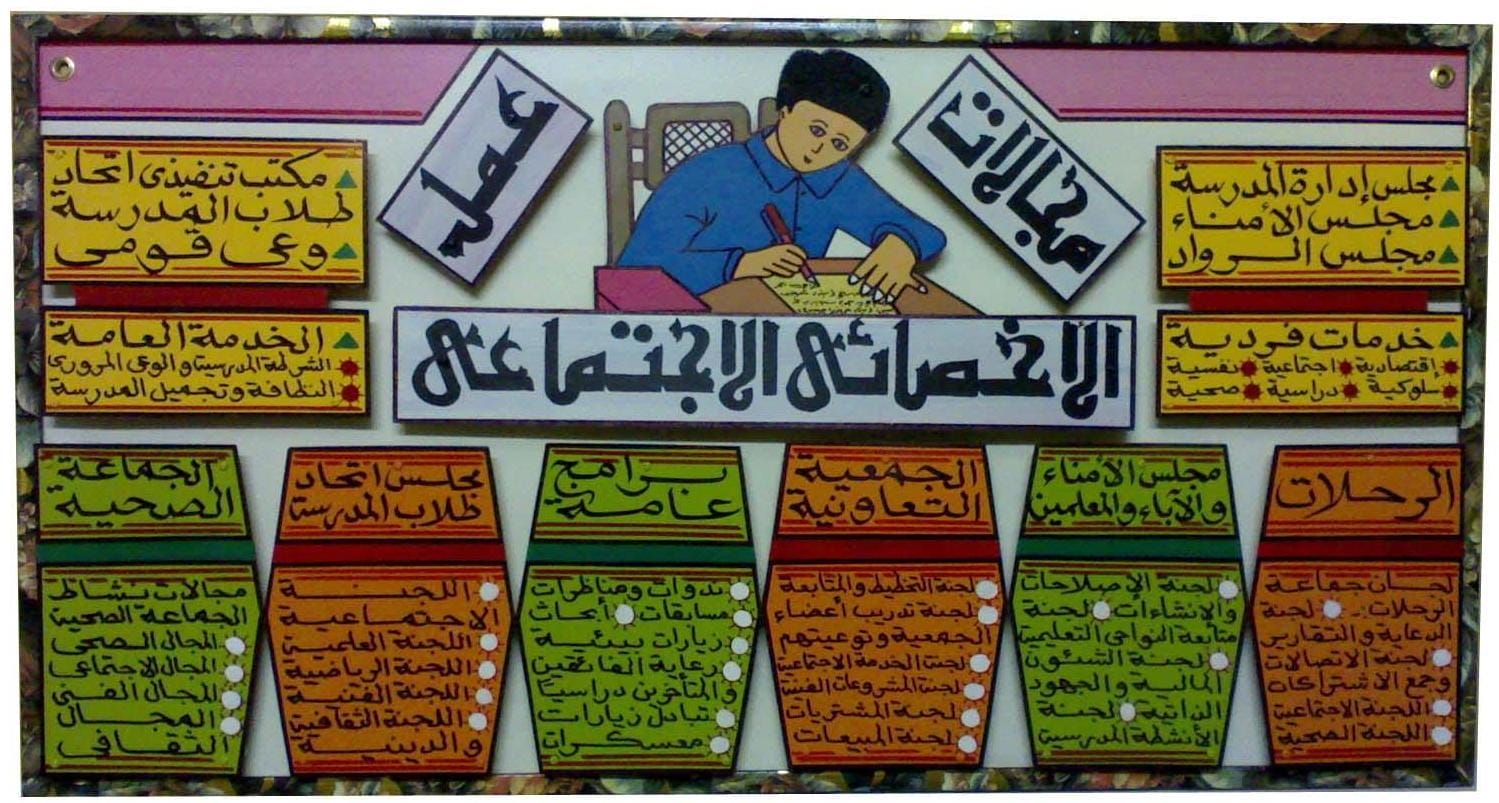 مجالات
عمل
الاخصائى الاجتماعى
مجلس إدارة المدرسة
مجلس الأمناء
مجلس الرواد
خدمات فردية
إقتصادية اجتماعية نفسية
سلوكية دراسية صحية
مكتب تنفيذى اتحاد
طلاب المدرسة
وعى قومى
الخدمة العامة
الشرطة المدرسية والوعى المرورى
النظافة وتجميل المدرسة
الرحلات
لجان جماعة
الرحلات: لجنة
الدعاية والتقارير
لجنة الاتصالات
وجمع الاشتراكات
اللجنة الاجتماعية
اللجنة الصحية
مجلس الأمناء
والآباء والمعلمين
لجنة الإصلاحات
والانشاءات لجنة
متابعة النواحى التعليمية
لجنة الشئون
المالية والجهود
الذاتية لجنة
الأنشطة المدرسية
الجمعية
التعاونية
لجنة التخطيط والمتابعة
لجنة تدريب أعضاء
الجمعية وتوعيتهم
لجنة الخدمة الاجتماعية
لجنة المشروعات الفنية
لجنة المشتريات
لجنة المبيعات
برامج
عامة
ندوات ومناظرات
مسابقات أبحاث
زيارات بيئية
رعاية الفائقين
والمتأخرين دراسيا
تبادل زيارات
معسكرات
مجلس اتحاد
طلاب المدرسة
اللجنة
الاجتماعية
اللجنة العلمية
اللجنة الرياضية
اللجنة الفنية
اللجنة الثقافية
والدينية
الجماعة
الصحية
مجالات نشاط
الجماعة الصحية
المجال الصحى
المجال الاجتماعى
المجال الفنى
المجال
الثقافي